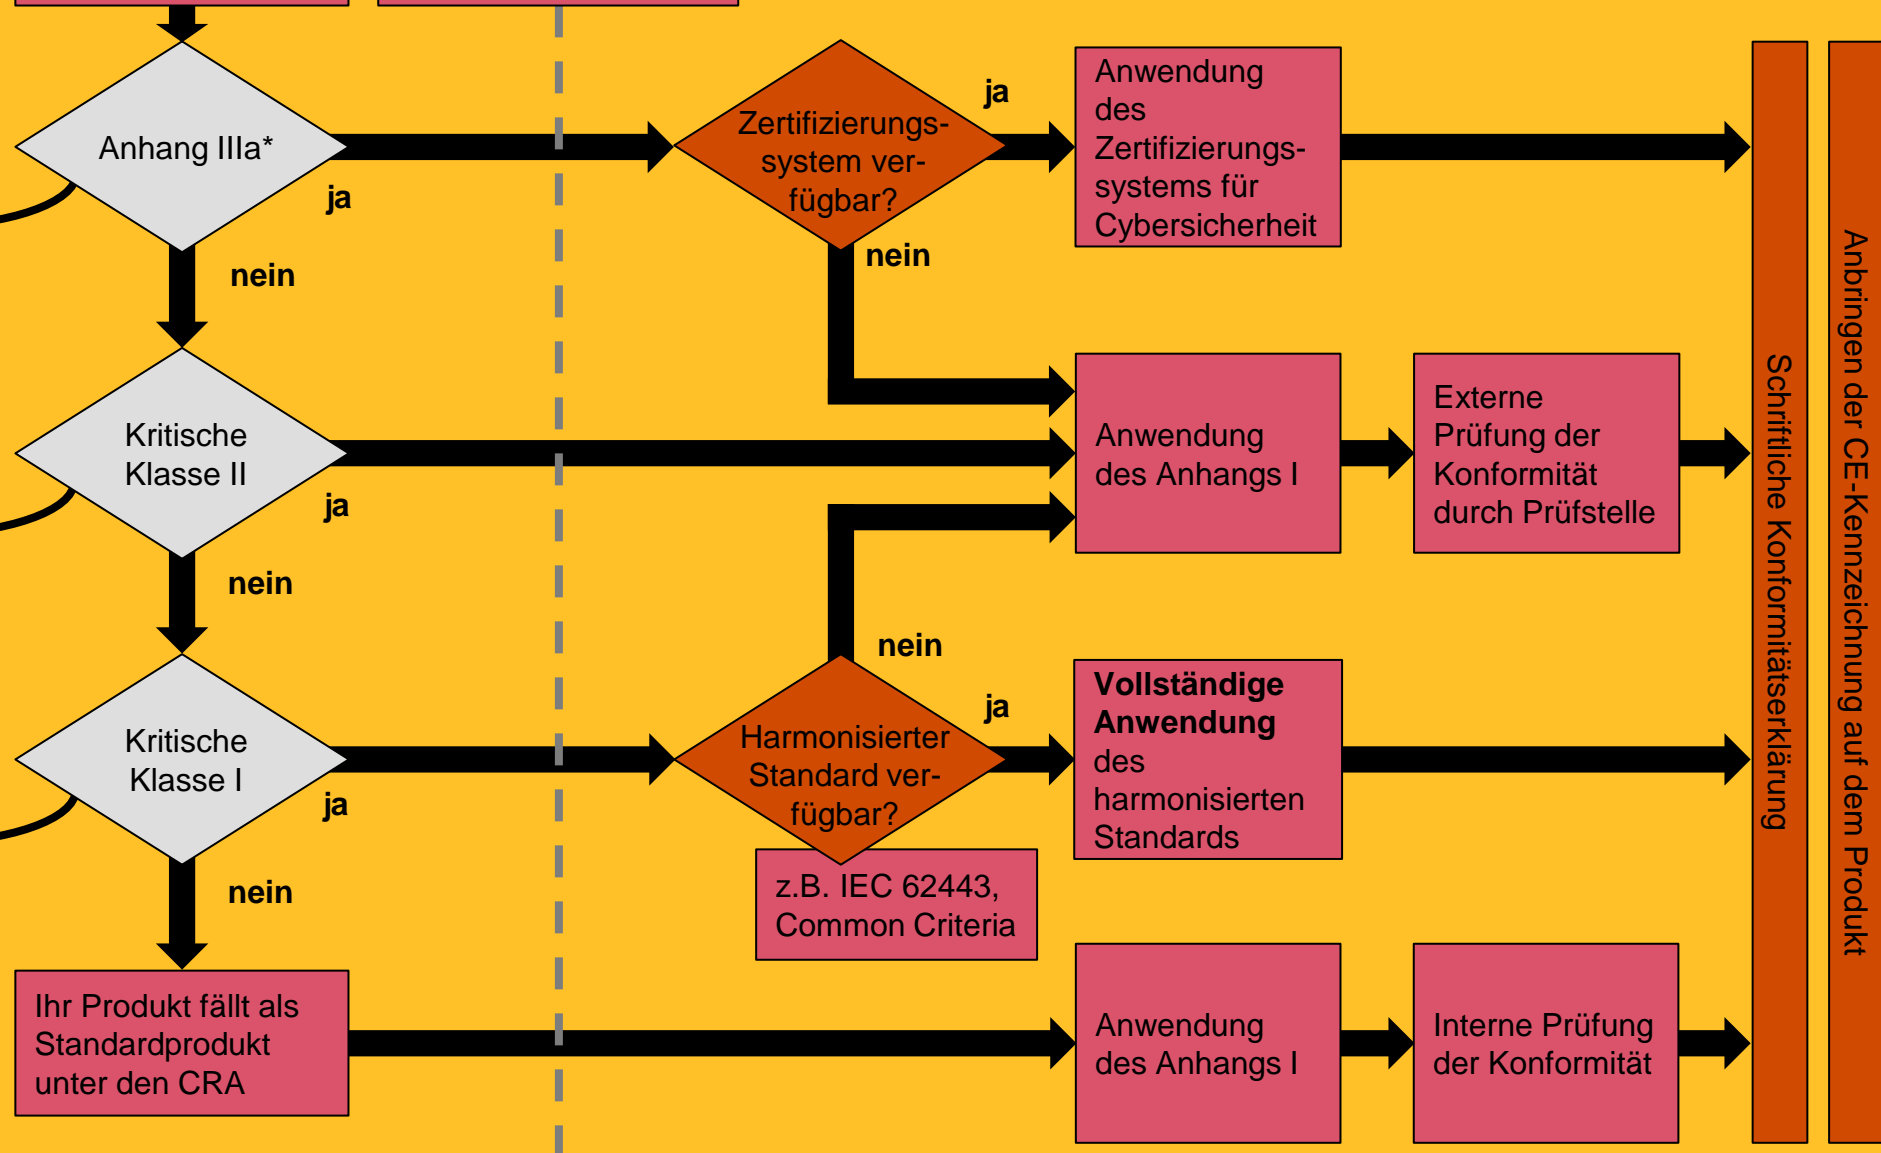 Anhang IIIa*
ja
nein
Zertifizierungs-
system ver-
fügbar?
ja
nein
Anwendung
des
Zertifizierungs-
systems für
Cybersicherheit
Kritische
Klasse II
ja
nein
Anwendung
des Anhangs I
Externe
Prüfung der
Konformität
durch Prüfstelle
Kritische
Klasse I
ja
nein
Harmonisierter
Standard ver-
fügbar?
nein
ja
z.B. IEC 62443,
Common Criteria
Vollständige
Anwendung
des
harmonisierten
Standards
Ihr Produkt fällt als
Standardprodukt
unter den CRA
Anwendung
des Anhangs I
Interne Prüfung
der Konformität
Schriftliche Konformitätserklärung
Anbringen der CE-Kennzeichnung auf dem Produkt